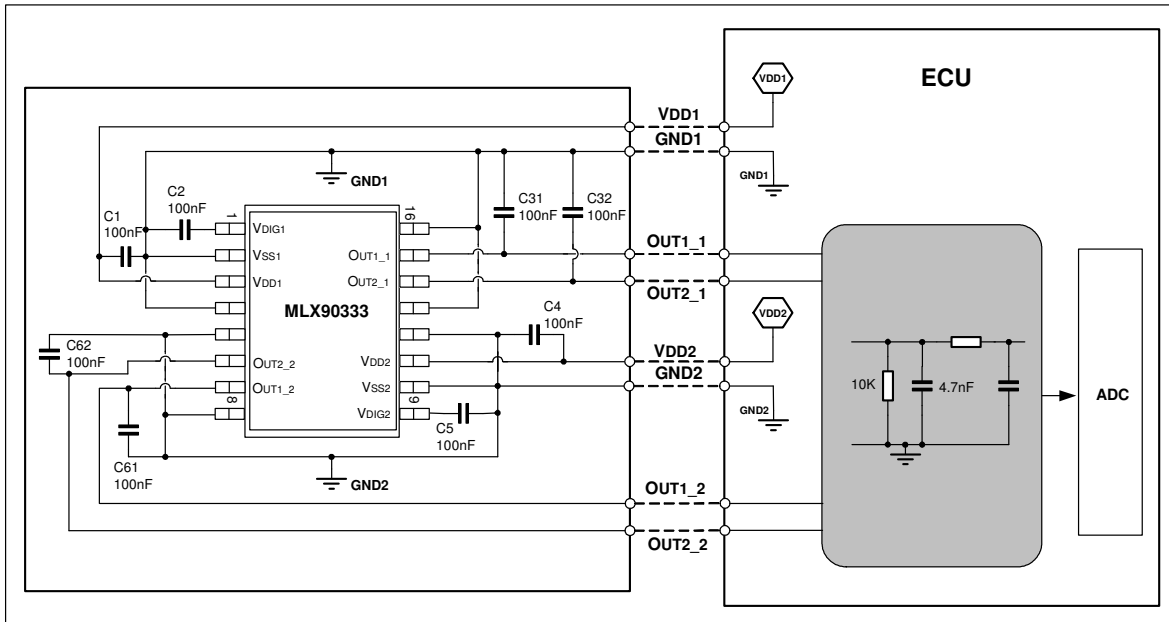 ECU
VDD1
VDD1
GND1
GND1
GND1
C1
100nF
C2
100nF
C31
100nF
C32
100nF
1
16
VDIG1
VSS1
VDD1
OUT1_1
OUT2_1
MLX90333
OUT2_2
OUT1_2
VDD2
VSS2
VDIG2
8
9
C4
100nF
C62
100nF
C5
100nF
C61
100nF
GND2
OUT1_1
OUT2_1
VDD2
VDD2
GND2
GND2
10K
4.7nF
ADC
OUT1_2
OUT2_2